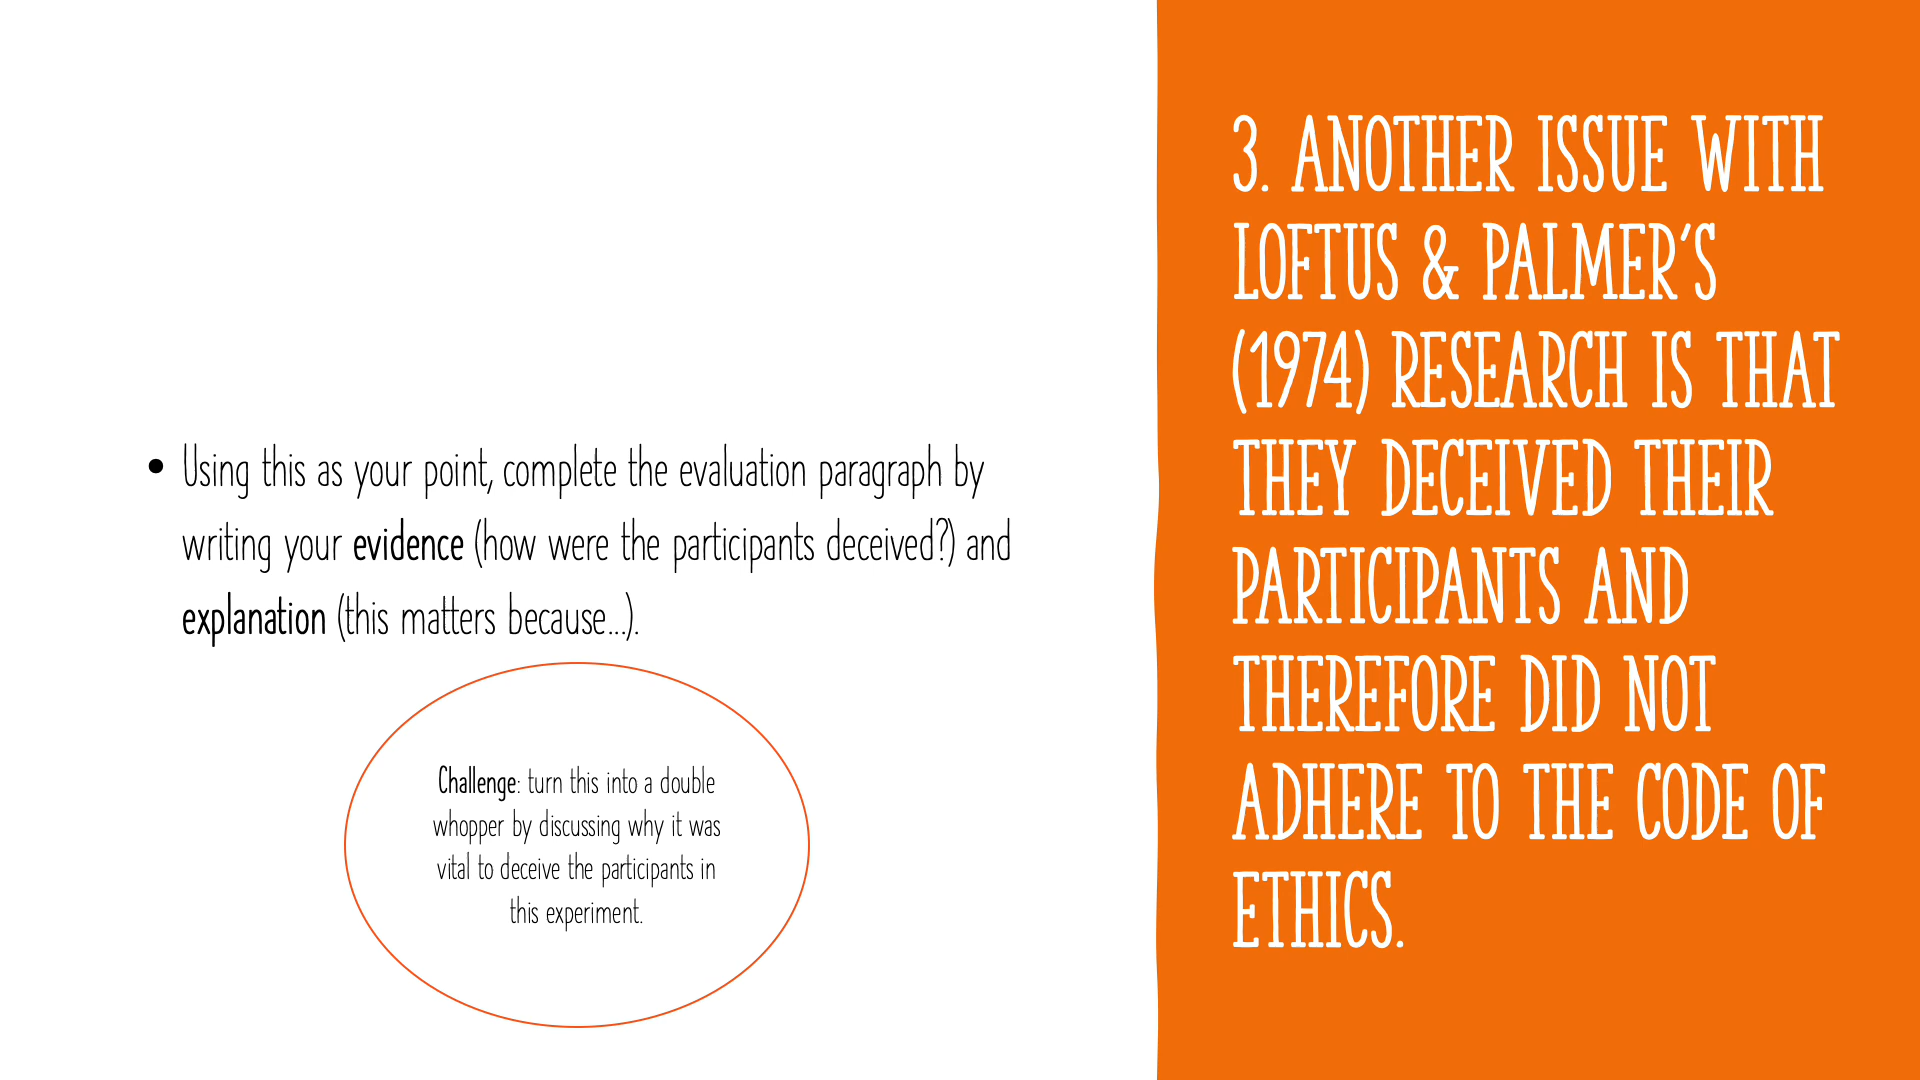 • Using this as your point, complete the evaluation paragraph by
writing your evidence (how were the participants deceived?) and
explanation (this matters because...).
Challenge: turn this into a double
whopper by discussing why it was
vital to deceive the participants in
this experiment.
3. ANOTHER ISSUE WITH
LOFTUS & PALMER'S
(1974) RESEARCH IS THAT
THEY DECEIVED THEIR
PARTICIPANTS AND
THEREFORE DID NOT
ADHERE TO THE CODE OF
ETHICS.